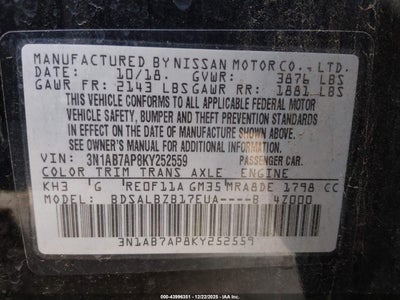 MANUFACTURED BY NISSAN MOTOR CO., LTD.
DATE: 10/18. GVWR: 3876 LBS
GAWR FR: 2143 LBS GAWR RR: 1881 LBS
THIS VEHICLE CONFORMS TO ALL APPLICABLE FEDERAL MOTOR
VEHICLE SAFETY, BUMPER AND THEFT PREVENTION STANDARDS
IN EFFECT ON THE DATE OF MANUFACTURE SHOWN ABOVE.
SEE OWNER'S MANUAL FOR ADDITIONAL INFORMATION
VIN: 3N1AB7AP8KY252559 PASSENGER CAR.
COLOR TRIM TRANS AXLE ENGINE
KH3 G RE0F11A GM35 MRA8DE 1798 CC
MODEL: BDSALBZB17EUA----B 47000
3N1AB7AP8KY252559
000-43996351 - 12/22/2025 - IAA, Inc.